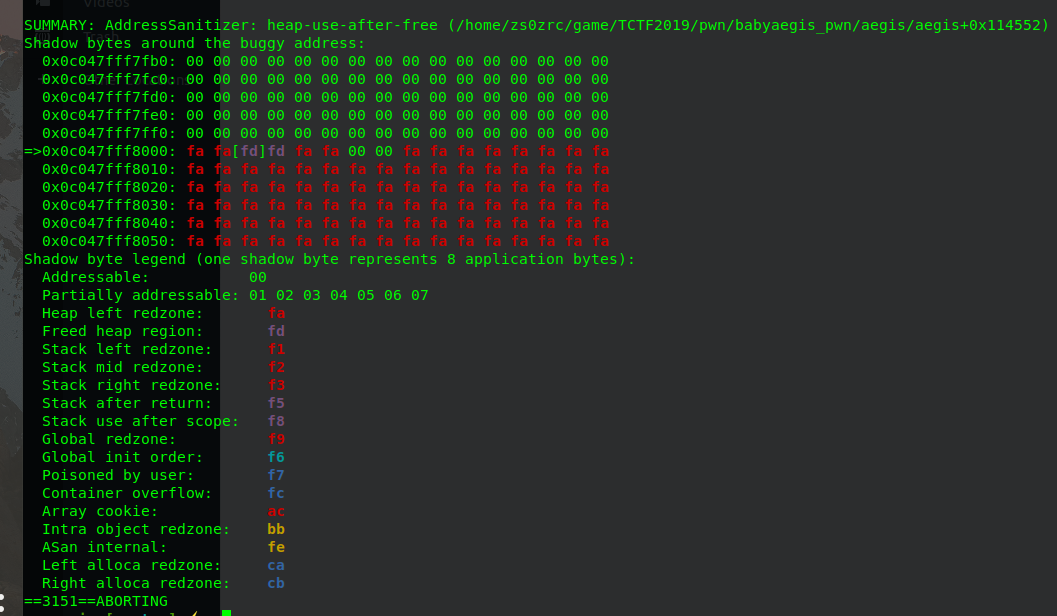 Videos
SUMMARY: AddressSanitizer: heap-use-after-free (/home/zs0zrc/game/TCTF2019/pwn/babyaegis_pwn/aegis/aegis+0x114552)
Shadow bytes around the buggy address:
  0x0c047fff7fb0: 00 00 00 00 00 00 00 00 00 00 00 00 00 00 00 00
  0x0c047fff7fc0: 00 00 00 00 00 00 00 00 00 00 00 00 00 00 00 00
  0x0c047fff7fd0: 00 00 00 00 00 00 00 00 00 00 00 00 00 00 00 00
  0x0c047fff7fe0: 00 00 00 00 00 00 00 00 00 00 00 00 00 00 00 00
  0x0c047fff7ff0: 00 00 00 00 00 00 00 00 00 00 00 00 00 00 00 00
=>0x0c047fff8000: fa fa[fd]fd fa fa 00 00 fa fa fa fa fa fa fa fa
  0x0c047fff8010: fa fa fa fa fa fa fa fa fa fa fa fa fa fa fa fa
  0x0c047fff8020: fa fa fa fa fa fa fa fa fa fa fa fa fa fa fa fa
  0x0c047fff8030: fa fa fa fa fa fa fa fa fa fa fa fa fa fa fa fa
  0x0c047fff8040: fa fa fa fa fa fa fa fa fa fa fa fa fa fa fa fa
  0x0c047fff8050: fa fa fa fa fa fa fa fa fa fa fa fa fa fa fa fa
Shadow byte legend (one shadow byte represents 8 application bytes):
  Addressable:           00
  Partially addressable: 01 02 03 04 05 06 07
  Heap left redzone:       fa
  Freed heap region:       fd
  Stack left redzone:      f1
  Stack mid redzone:       f2
  Stack right redzone:     f3
  Stack after return:      f5
  Stack use after scope:   f8
  Global redzone:          f9
  Global init order:       f6
  Poisoned by user:        f7
  Container overflow:      fc
  Array cookie:            ac
  Intra object redzone:    bb
  ASan internal:           fe
  Left alloca redzone:     ca
  Right alloca redzone:    cb
==3151==ABORTING